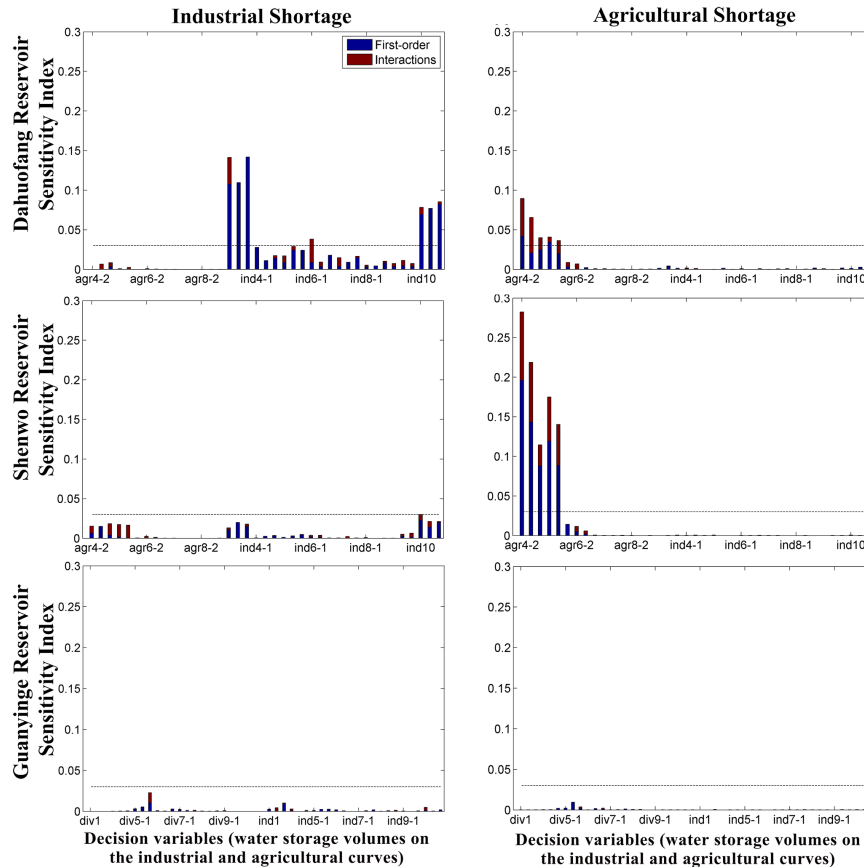 Industrial Shortage
Agricultural Shortage
Dahuofang Reservoir
Sensitivity Index
0.3
0.25
0.2
0.15
0.1
0.05
0
First-order
Interactions
agr4-2 agr6-2 agr8-2 ind4-1 ind6-1 ind8-1 ind10
0.3
0.25
0.2
0.15
0.1
0.05
0
agr4-2 agr6-2 agr8-2 ind4-1 ind6-1 ind8-1 ind10
Shenwo Reservoir
Sensitivity Index
0.3
0.25
0.2
0.15
0.1
0.05
0
agr4-2 agr6-2 agr8-2 ind4-1 ind6-1 ind8-1 ind10
0.3
0.25
0.2
0.15
0.1
0.05
0
agr4-2 agr6-2 agr8-2 ind4-1 ind6-1 ind8-1 ind10
Guanyinge Reservoir
Sensitivity Index
0.3
0.25
0.2
0.15
0.1
0.05
0
div1 div5-1 div7-1 div9-1 ind1 ind5-1 ind7-1 ind9-1
0.3
0.25
0.2
0.15
0.1
0.05
0
div1 div5-1 div7-1 div9-1 ind1 ind5-1 ind7-1 ind9-1
Decision variables (water storage volumes on
the industrial and agricultural curves)
Decision variables (water storage volumes on
the industrial and agricultural curves)